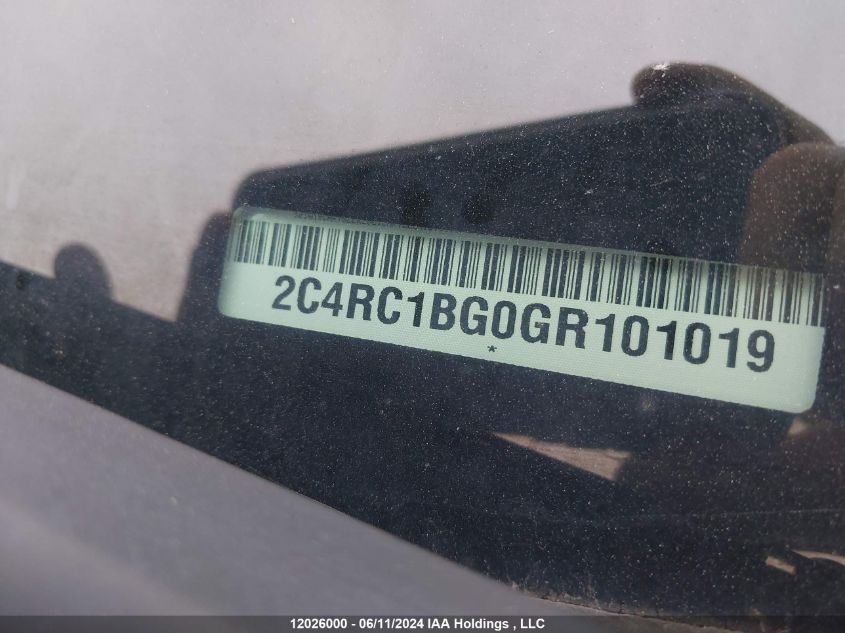 2C4RC1BG0GR101019
*
12026000 - 06/11/2024 IAA Holdings , LLC